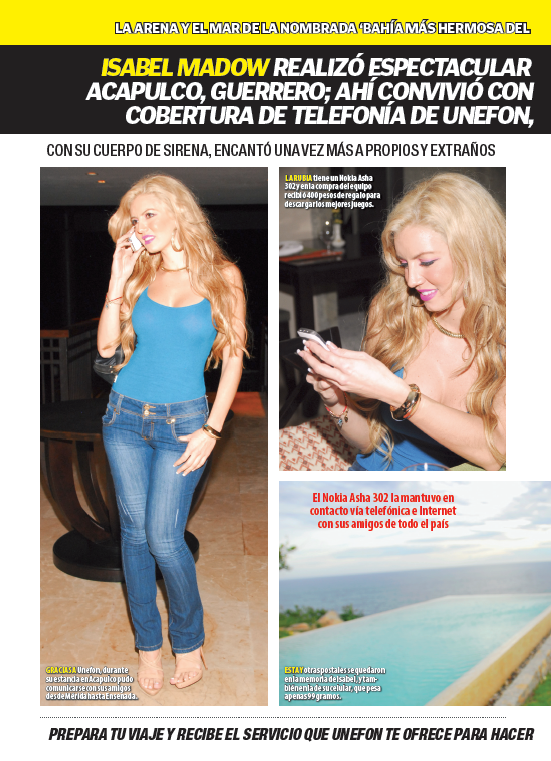 LA ARENA Y EL MAR DE LA NOMBRADA ‘BAHÍA MÁS HERMOSA DEL
ISABEL MADOW REALIZÓ ESPECTACULAR
ACAPULCO, GUERRERO; AHÍ CONVIVIÓ CON
COBERTURA DE TELEFONÍA DE UNEFON,
CON SU CUERPO DE SIRENA, ENCANTÓ UNA VEZ MÁS A PROPIOS Y EXTRAÑOS
LA RUBIA tiene un Nokia Asha
302 y en la compra del equipo
recibió 400 pesos de regalo para
descargar los mejores juegos.
GRACIAS A Unefon, durante
su estancia en Acapulco pudo
comunicarse con sus amigos
desde Mérida hasta Ensenada.
El Nokia Asha 302 la mantuvo en
contacto vía telefónica e Internet
con sus amigos de todo el país
ESTA y otras postales se quedaron
en la memoria de Isabel, y tam-
bién en la de su celular, que pesa
apenas 99 gramos.
PREPARA TU VIAJE Y RECIBE EL SERVICIO QUE UNEFON TE OFRECE PARA HACER